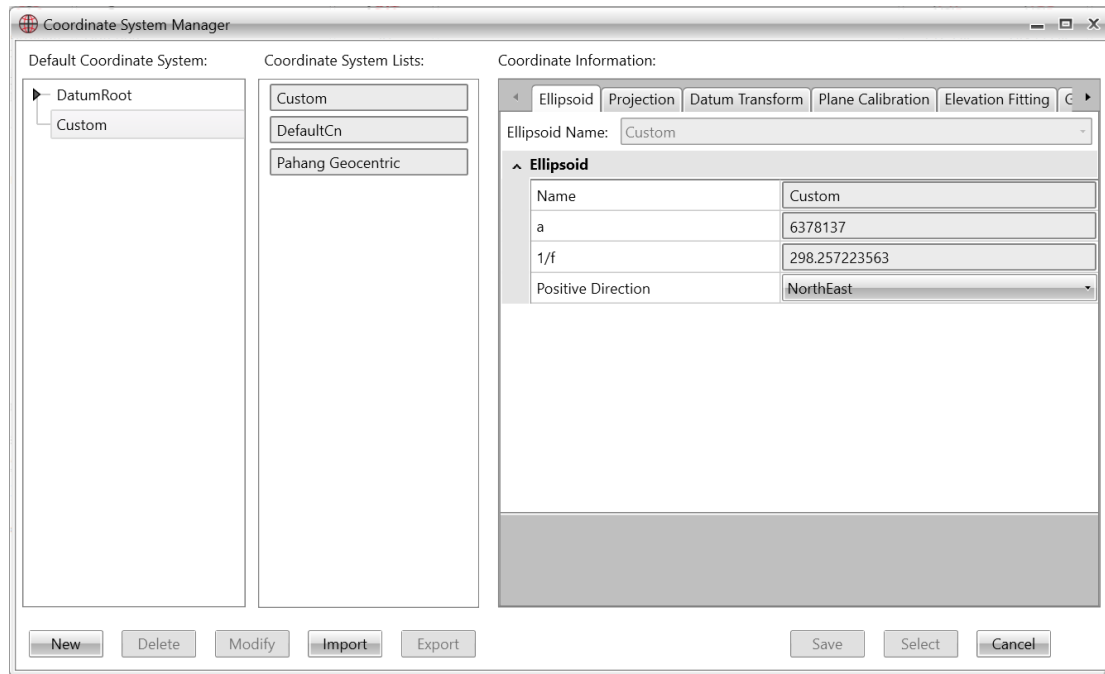 Coordinate System Manager
Default Coordinate System:
Coordinate System Lists:
Coordinate Information:
DatumRoot
Custom
Custom
DefaultCn
Pahang Geocentric
Ellipsoid Projection Datum Transform Plane Calibration Elevation Fitting
Ellipsoid Name: Custom
Ellipsoid
Name Custom
a 6378137
1/f 298.257223563
Positive Direction NorthEast
New Delete Modify Import Export Save Select Cancel